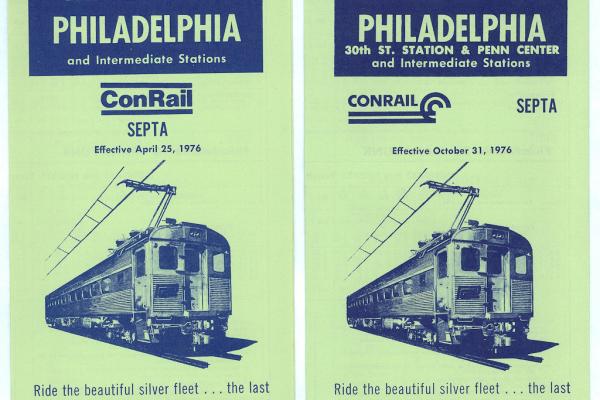 PHILADELPHIA
and Intermediate Stations
ConRail
SEPTA
Effective April 25, 1976
Ride the beautiful silver fleet . . . the last
PHILADELPHIA
30th ST. STATION & PENN CENTER
and Intermediate Stations
CONRAIL
SEPTA
Effective October 31, 1976
Ride the beautiful silver fleet . . . the last